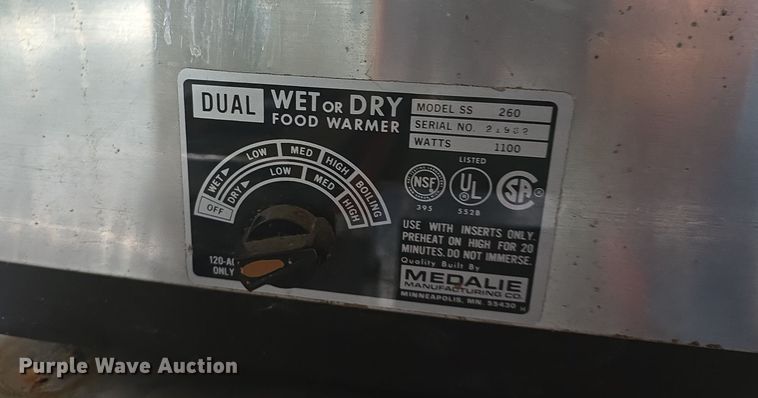 DUAL WET OR DRY
FOOD WARMER
MODEL SS 260
SERIAL NO. 21982
WATTS 1100
WET LOW MED HIGH BOILING
DRY LOW MED HIGH
OFF
LISTED
NSF UL SA
395 552B
120-A
ONLY
USE WITH INSERTS ONLY.
PREHEAT ON HIGH FOR 20
MINUTES. DO NOT IMMERSE.
Quality Built By
MEDALIE
MANUFACTURING CO.
MINNEAPOLIS, MN. 55430
Purple Wave Auction